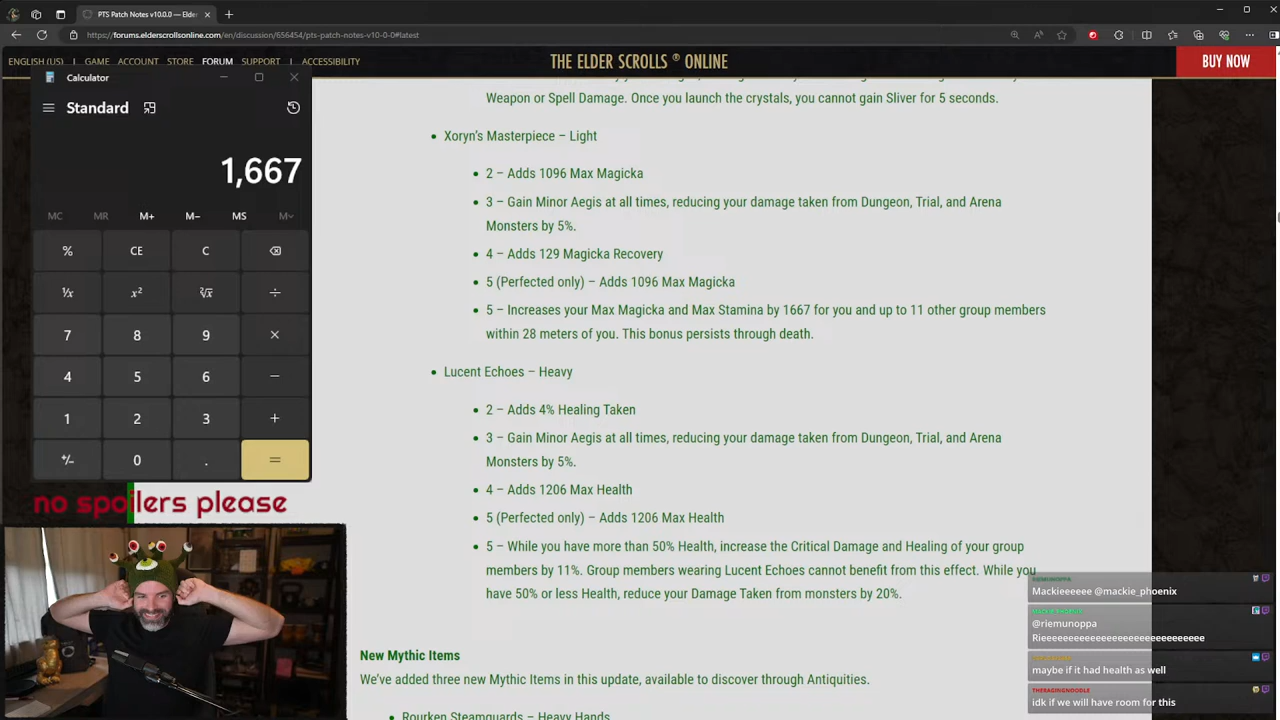 PTS Patch Notes v10.0.0 — Elder
https://forums.elderscrollsonline.com/en/discussion/656454/pts-patch-notes-v10-0-0#latest
ENGLISH (US) | GAME ACCOUNT STORE FORUM SUPPORT | ACCESSIBILITY
THE ELDER SCROLLS ® ONLINE
BUY NOW
Calculator
Standard
1,667
MC MR M+ M− MS M˅
% CE C
¹/x x² ²√x ÷
7 8 9 ×
4 5 6 −
1 2 3 +
+/− 0 . =
no spoilers please
Weapon or Spell Damage. Once you launch the crystals, you cannot gain Sliver for 5 seconds.
• Xoryn's Masterpiece – Light
• 2 – Adds 1096 Max Magicka
• 3 – Gain Minor Aegis at all times, reducing your damage taken from Dungeon, Trial, and Arena
Monsters by 5%.
• 4 – Adds 129 Magicka Recovery
• 5 (Perfected only) – Adds 1096 Max Magicka
• 5 – Increases your Max Magicka and Max Stamina by 1667 for you and up to 11 other group members
within 28 meters of you. This bonus persists through death.
• Lucent Echoes – Heavy
• 2 – Adds 4% Healing Taken
• 3 – Gain Minor Aegis at all times, reducing your damage taken from Dungeon, Trial, and Arena
Monsters by 5%.
• 4 – Adds 1206 Max Health
• 5 (Perfected only) – Adds 1206 Max Health
• 5 – While you have more than 50% Health, increase the Critical Damage and Healing of your group
members by 11%. Group members wearing Lucent Echoes cannot benefit from this effect. While you
have 50% or less Health, reduce your Damage Taken from monsters by 20%.
New Mythic Items
We've added three new Mythic Items in this update, available to discover through Antiquities.
• Rourken Steamguards – Heavy Hands
RIEMUNOPPA
Mackieeeeee @mackie_phoenix
@riemunoppa
Rieeeeeeeeeeeeeeeeeeeeeeeeeeee
maybe if it had health as well
THERAGINGNOODLE
idk if we will have room for this